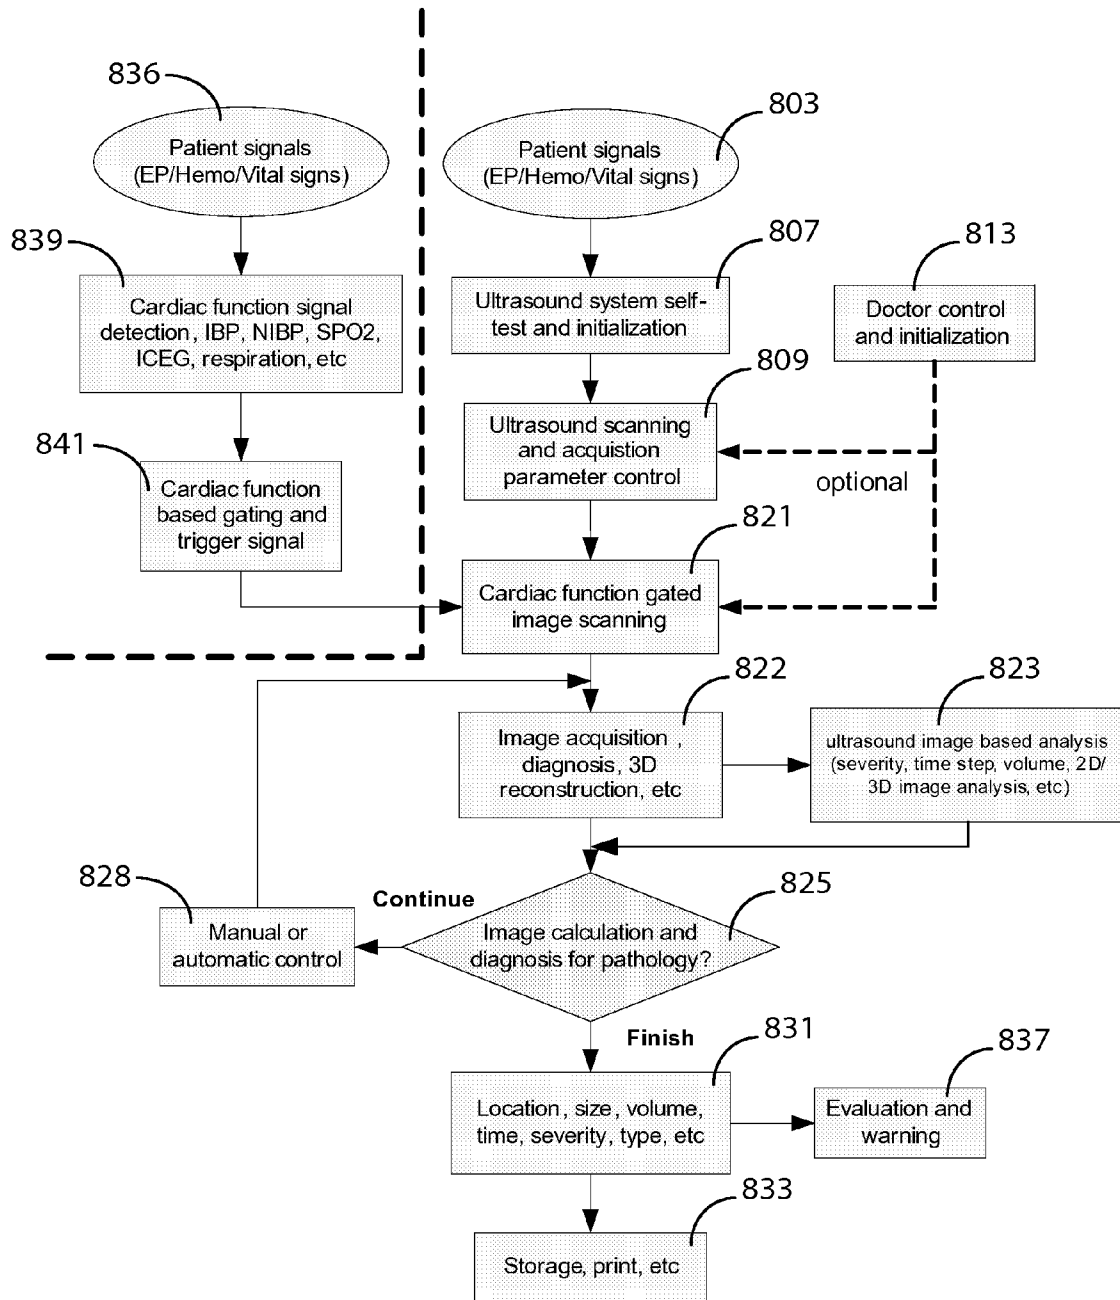 836
Patient signals
(EP/Hemo/Vital signs)
803
Patient signals
(EP/Hemo/Vital signs)
839
Cardiac function signal
detection, IBP, NIBP, SPO2,
ICEG, respiration, etc
807
Ultrasound system self-
test and initialization
813
Doctor control
and initialization
809
Ultrasound scanning
and acquistion
parameter control
optional
841
Cardiac function
based gating and
trigger signal
821
Cardiac function gated
image scanning
822
Image acquisition ,
diagnosis, 3D
reconstruction, etc
823
ultrasound image based analysis
(severity, time step, volume, 2D/
3D image analysis, etc)
828
Manual or
automatic control
Continue
825
Image calculation and
diagnosis for pathology?
Finish
831
Location, size, volume,
time, severity, type, etc
837
Evaluation and
warning
833
Storage, print, etc